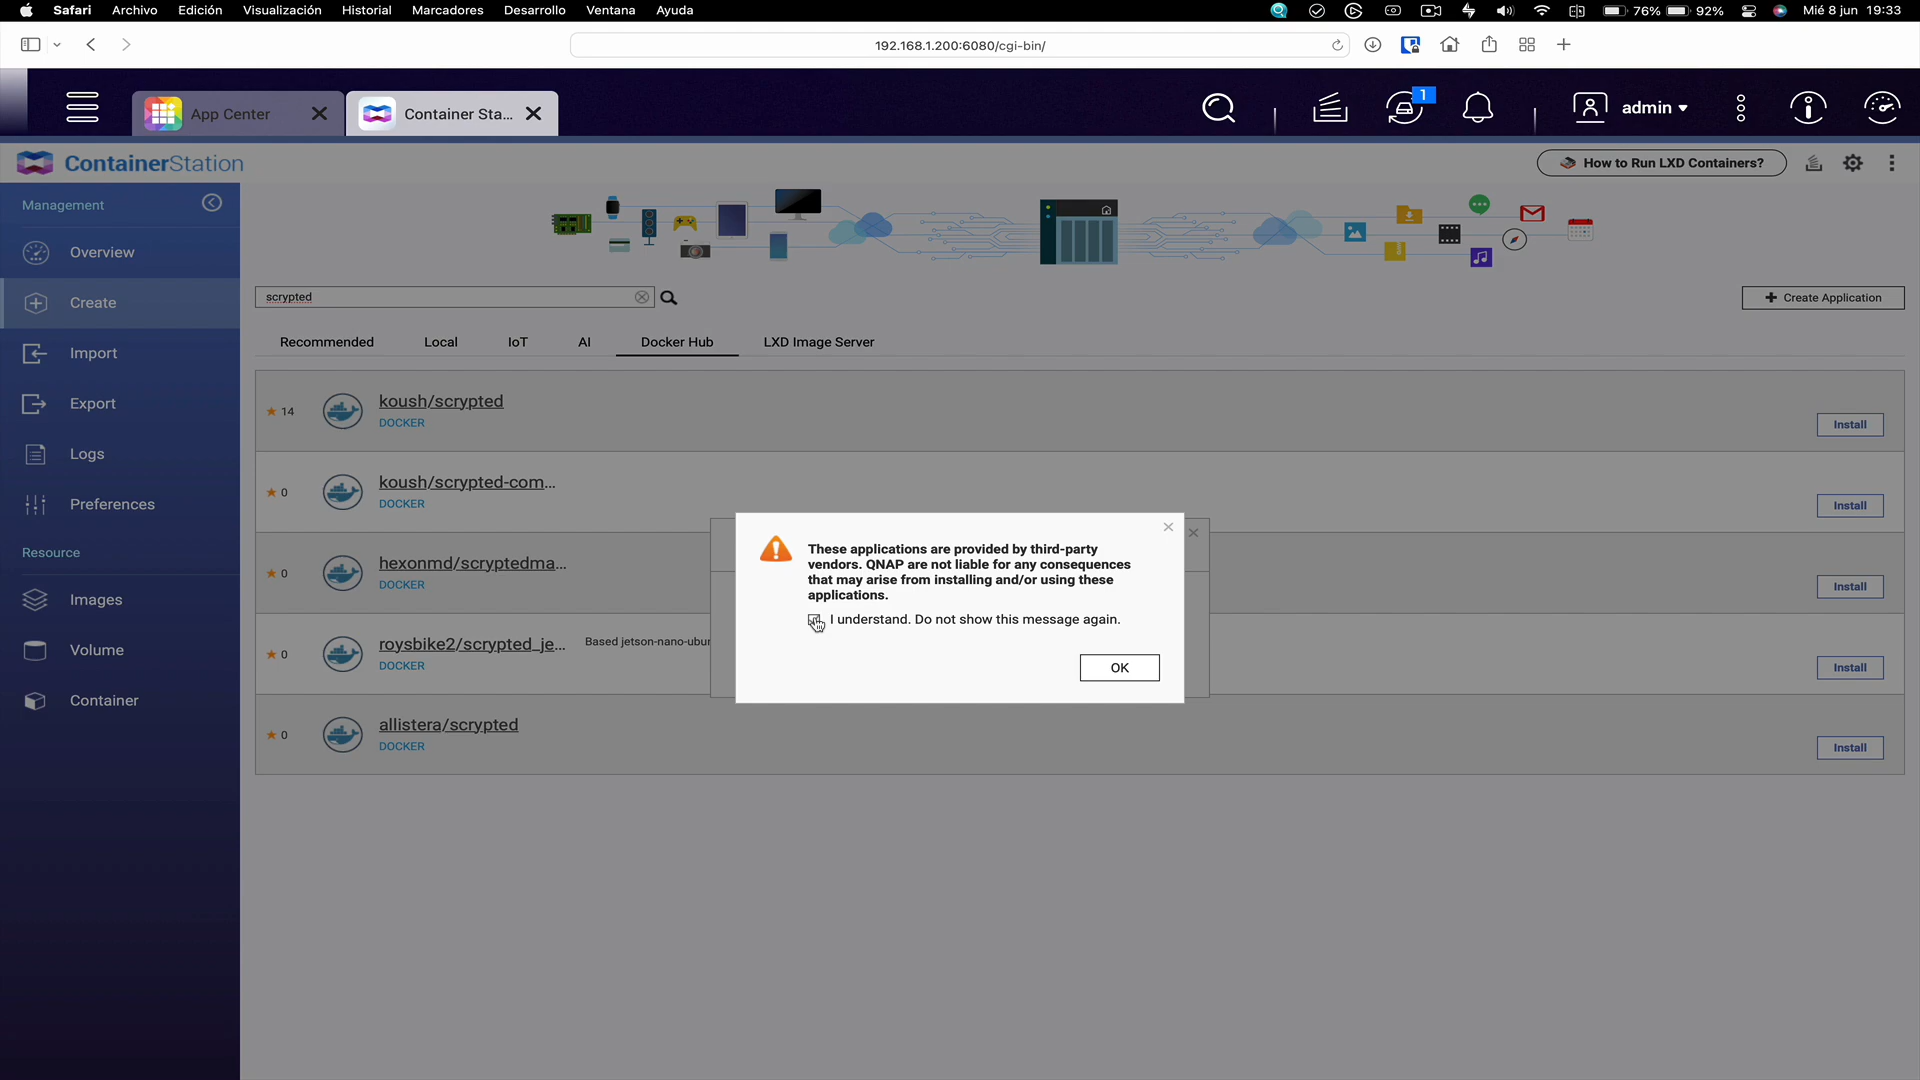 Safari Archivo Edición Visualización Historial Marcadores Desarrollo Ventana Ayuda 76% 92% Mié 8 jun 19:33
192.168.1.200:6080/cgi-bin/
App Center
Container Sta...
1
admin
ContainerStation
How to Run LXD Containers?
Management
Overview
Create
Import
Export
Logs
Preferences
Resource
Images
Volume
Container
scrypted
+ Create Application
Recommended Local IoT AI Docker Hub LXD Image Server
14
koush/scrypted
DOCKER
Install
0
koush/scrypted-com...
DOCKER
Install
0
hexonmd/scryptedma...
DOCKER
Install
0
roysbike2/scrypted_je...
Based jetson-nano-ubun
DOCKER
Install
0
allistera/scrypted
DOCKER
Install
These applications are provided by third-party
vendors. QNAP are not liable for any consequences
that may arise from installing and/or using these
applications.
I understand. Do not show this message again.
OK